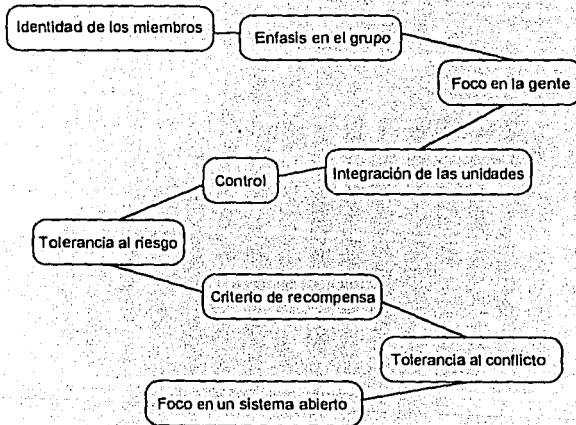 Identidad de los miembros
Enfasis en el grupo
Foco en la gente
Integración de las unidades
Control
Tolerancia al riesgo
Criterio de recompensa
Tolerancia al conflicto
Foco en un sistema abierto